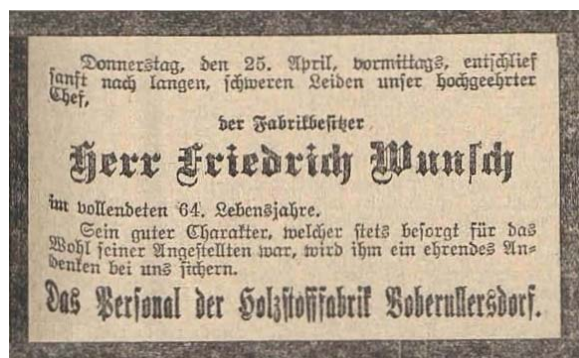 Donnerstag, den 25. April, vormittags, entschlief
sanft nach langen, schweren Leiden unser hochgeehrter
Chef,
der Fabrikbesitzer
Herr Friedrich Wunsch
im vollendeten 64. Lebensjahre.
Sein guter Charakter, welcher stets besorgt für das
Wohl seiner Angestellten war, wird ihm ein ehrendes An-
denken bei uns sichern.
Das Personal der Holzstofffabrik Boberullersdorf.